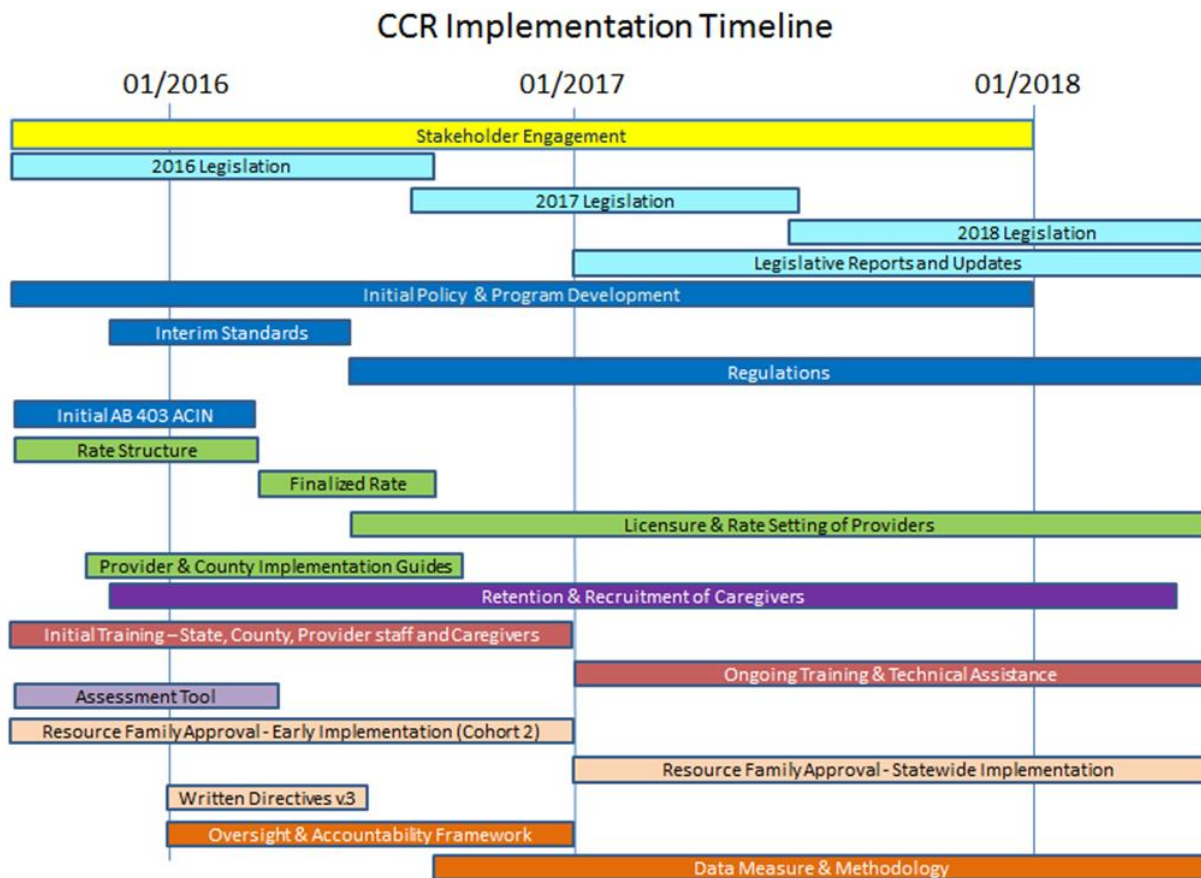 CCR Implementation Timeline
01/2016 01/2017 01/2018
Stakeholder Engagement
2016 Legislation
2017 Legislation
2018 Legislation
Legislative Reports and Updates
Initial Policy & Program Development
Interim Standards
Regulations
Initial AB 403 ACIN
Rate Structure
Finalized Rate
Licensure & Rate Setting of Providers
Provider & County Implementation Guides
Retention & Recruitment of Caregivers
Initial Training – State, County, Provider staff and Caregivers
Ongoing Training & Technical Assistance
Assessment Tool
Resource Family Approval - Early Implementation (Cohort 2)
Resource Family Approval - Statewide Implementation
Written Directives v.3
Oversight & Accountability Framework
Data Measure & Methodology